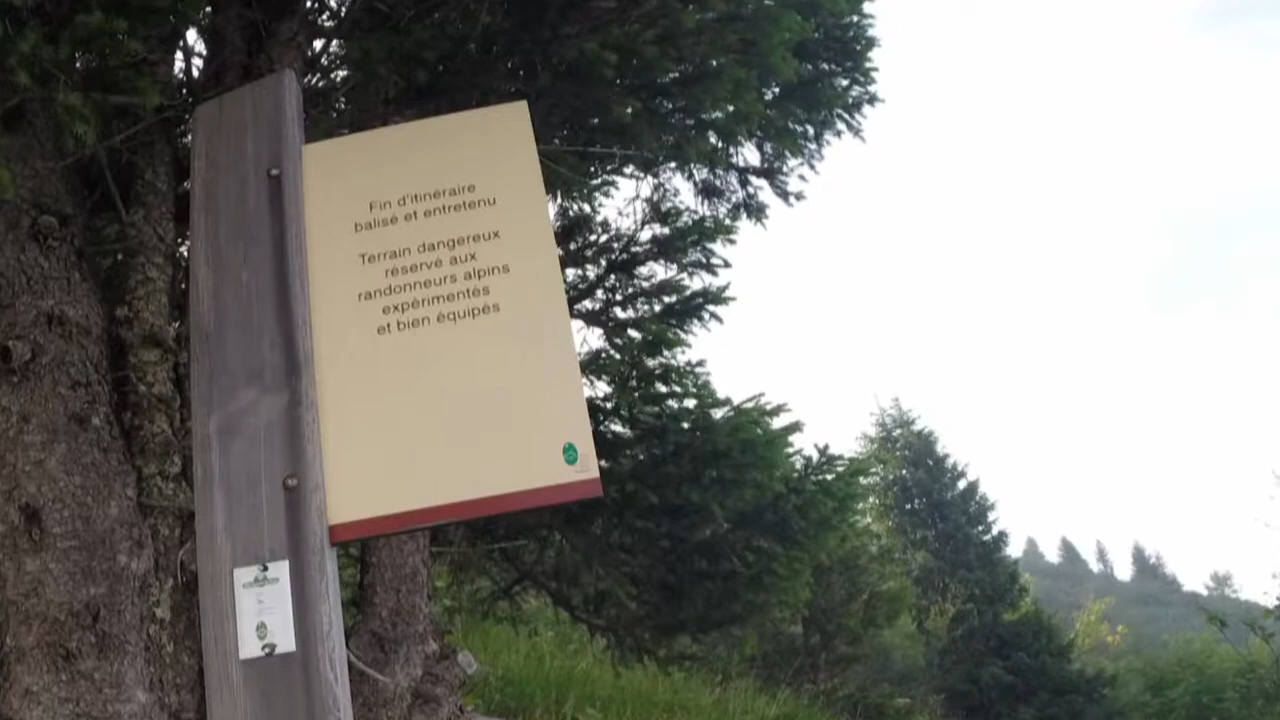 Fin d'itinéraire
balisé et entretenu
Terrain dangereux
réservé aux
randonneurs alpins
expérimentés
et bien équipés